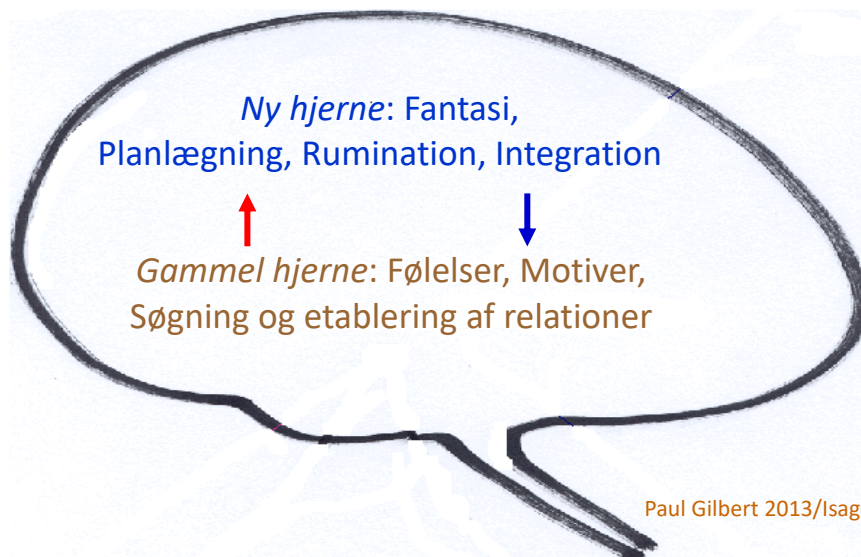 Ny hjerne: Fantasi,
Planlægning, Rumination, Integration
Gammel hjerne: Følelser, Motiver,
Søgning og etablering af relationer
Paul Gilbert 2013/Isag